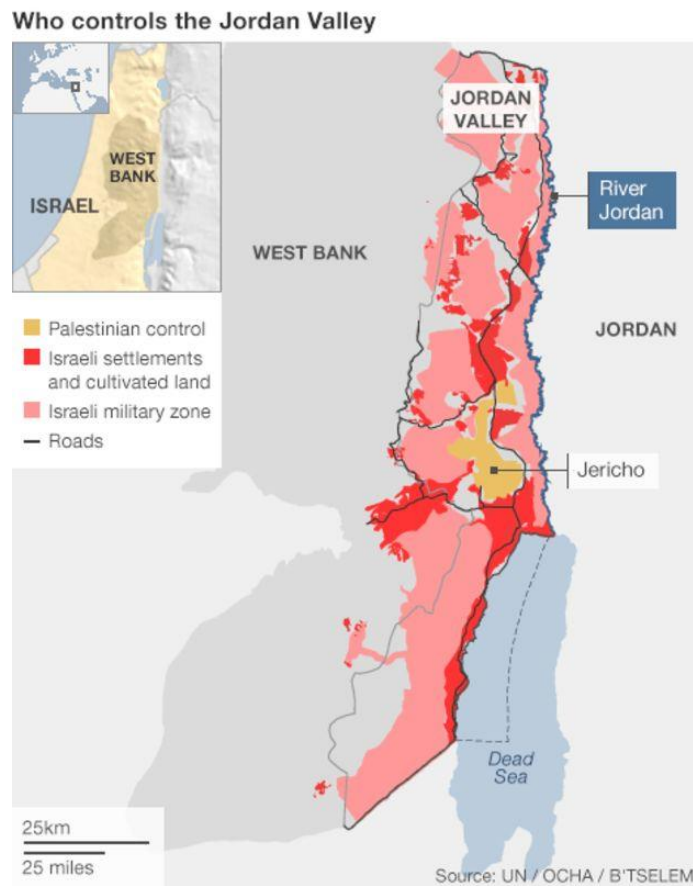 Who controls the Jordan Valley
WEST
BANK
ISRAEL
JORDAN
VALLEY
River
Jordan
WEST BANK
JORDAN
Palestinian control
Israeli settlements
and cultivated land
Israeli military zone
Roads
Jericho
Dead
Sea
25km
25 miles
Source: UN / OCHA / B'TSELEM